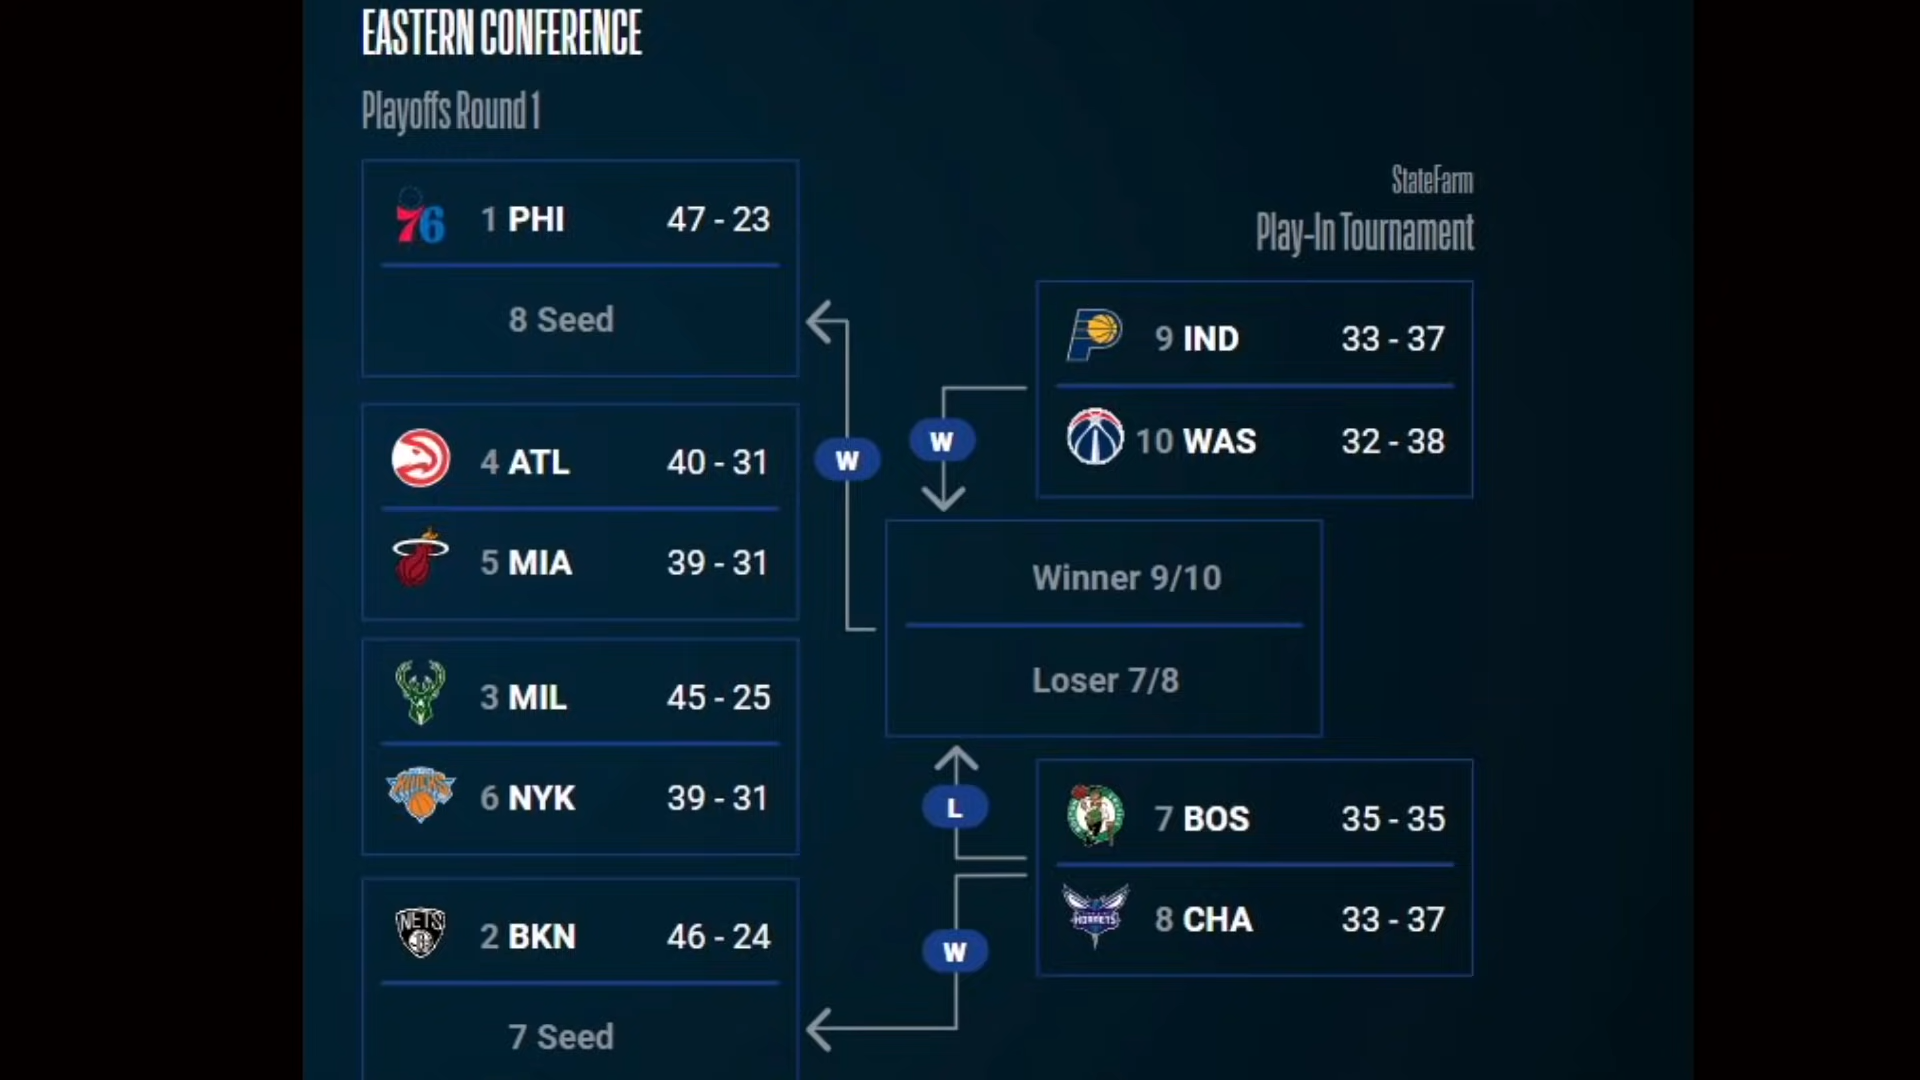 EASTERN CONFERENCE
Playoffs Round 1
76 1 PHI 47 - 23
8 Seed
4 ATL 40 - 31
5 MIA 39 - 31
3 MIL 45 - 25
KNICKS 6 NYK 39 - 31
NETS B 2 BKN 46 - 24
7 Seed
W
W
L
W
StateFarm
Play-In Tournament
9 IND 33 - 37
10 WAS 32 - 38
Winner 9/10
Loser 7/8
7 BOS 35 - 35
HORNETS 8 CHA 33 - 37